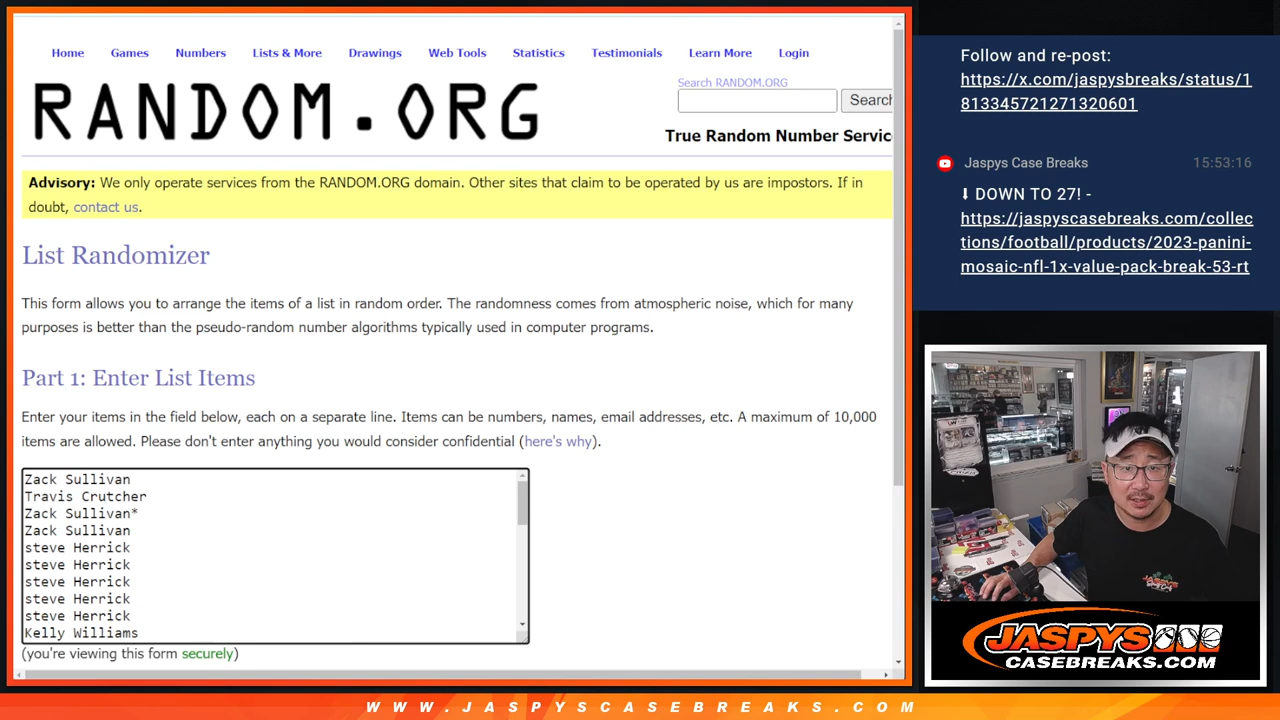 Home Games Numbers Lists & More Drawings Web Tools Statistics Testimonials Learn More Login
RANDOM.ORG
Search RANDOM.ORG
Search
True Random Number Servic
Advisory: We only operate services from the RANDOM.ORG domain. Other sites that claim to be operated by us are impostors. If in
doubt, contact us.
List Randomizer
This form allows you to arrange the items of a list in random order. The randomness comes from atmospheric noise, which for many
purposes is better than the pseudo-random number algorithms typically used in computer programs.
Part 1: Enter List Items
Enter your items in the field below, each on a separate line. Items can be numbers, names, email addresses, etc. A maximum of 10,000
items are allowed. Please don't enter anything you would consider confidential (here's why).
Zack Sullivan
Travis Crutcher
Zack Sullivan*
Zack Sullivan
steve Herrick
steve Herrick
steve Herrick
steve Herrick
steve Herrick
Kelly Williams
(you're viewing this form securely)
Follow and re-post:
https://x.com/jaspysbreaks/status/1
813345721271320601
Jaspys Case Breaks 15:53:16
⬇ DOWN TO 27! -
https://jaspyscasebreaks.com/collec
tions/football/products/2023-panini-
mosaic-nfl-1x-value-pack-break-53-rt
JASPYS
CASEBREAKS.COM
WWW.JASPYSCASEBREAKS.COM